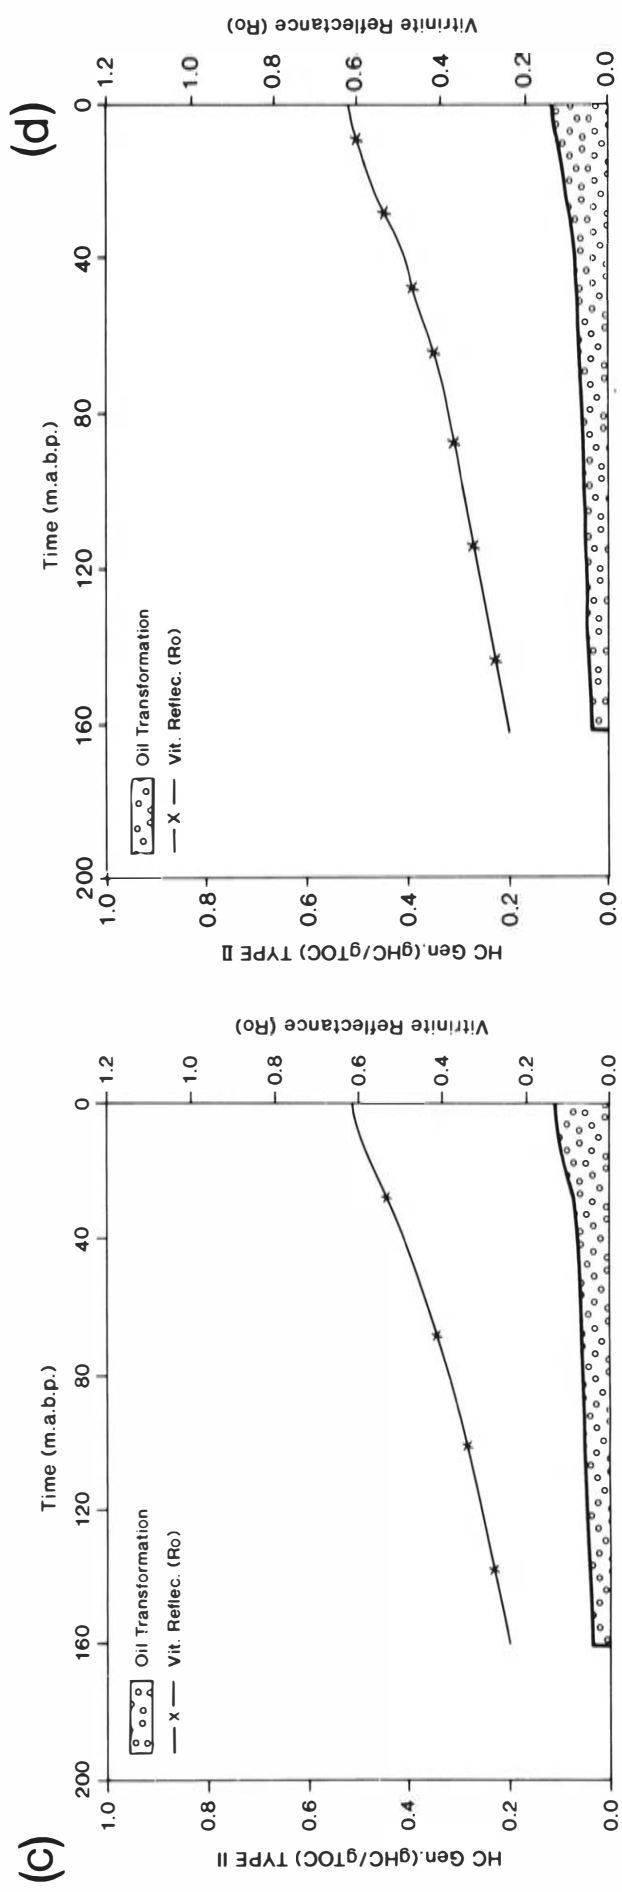 (c)
Time (m.a.b.p.)
200 160 120 80 40 0
Oil Transformation
— x — Vit. Reflec. (Ro)
HC Gen.(gHC/gTOC) TYPE II
1.0
0.8
0.6
0.4
0.2
0.0
Vitrinite Reflectance (Ro)
1.2
1.0
0.8
0.6
0.4
0.2
0.0
(d)
Time (m.a.b.p.)
200 160 120 80 40 0
Oil Transformation
— X — Vit. Reflec. (Ro)
HC Gen.(gHC/gTOC) TYPE II
1.0
0.8
0.6
0.4
0.2
0.0
Vitrinite Reflectance (Ro)
1.2
1.0
0.8
0.6
0.4
0.2
0.0